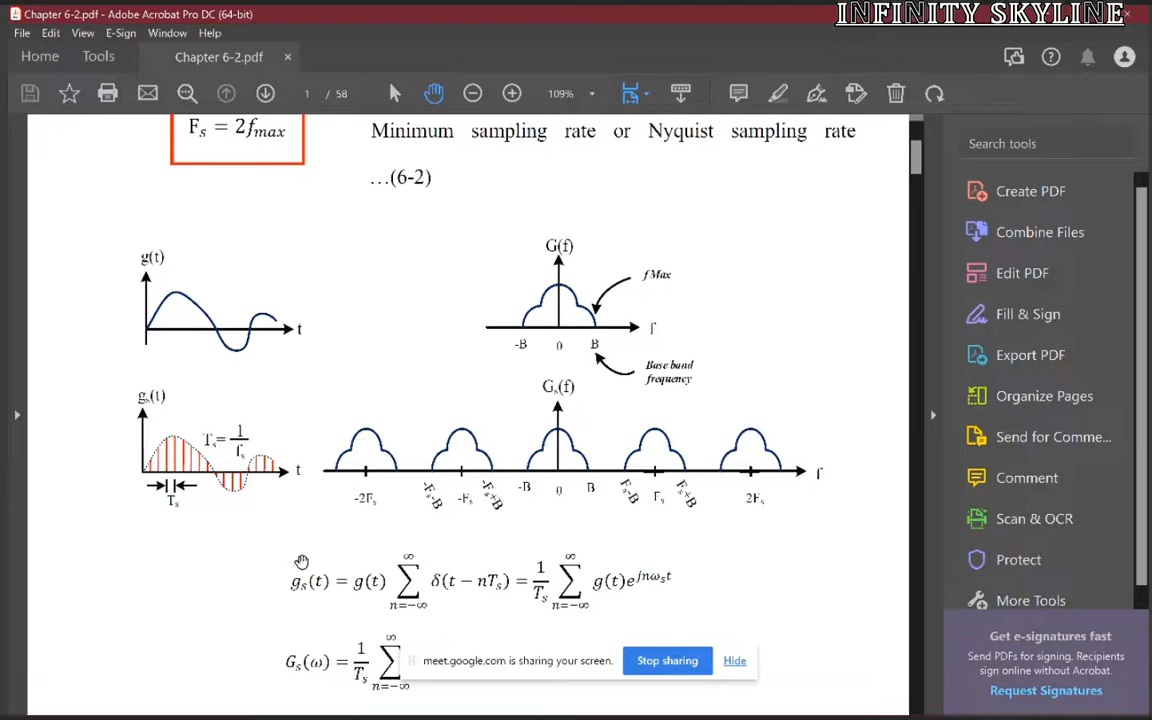 Chapter 6-2.pdf - Adobe Acrobat Pro DC (64-bit)
INFINITY SKYLINE
File Edit View E-Sign Window Help
Home Tools Chapter 6-2.pdf ×
1 / 58 109%
Fₛ = 2fₘₐₓ
Minimum sampling rate or Nyquist sampling rate
…(6-2)
g(t)
t
G(f)
f Max
f
-B 0 B
Base band
frequency
gₛ(t)
Tₛ= 1/fₛ
t
Tₛ
Gₛ(f)
f
-2Fₛ -Fₛ-B -Fₛ -Fₛ+B -B 0 B Fₛ-B Fₛ Fₛ+B 2Fₛ
gₛ(t) = g(t) ∑_{n=−∞}^{∞} δ(t − nTₛ) = 1/Tₛ ∑_{n=−∞}^{∞} g(t)e^{jnωₛt}
Gₛ(ω) = 1/Tₛ ∑_{n=−∞}^{∞}
meet.google.com is sharing your screen. Stop sharing Hide
Search tools
Create PDF
Combine Files
Edit PDF
Fill & Sign
Export PDF
Organize Pages
Send for Comme...
Comment
Scan & OCR
Protect
More Tools
Get e-signatures fast
Send PDFs for signing. Recipients
sign online without Acrobat.
Request Signatures